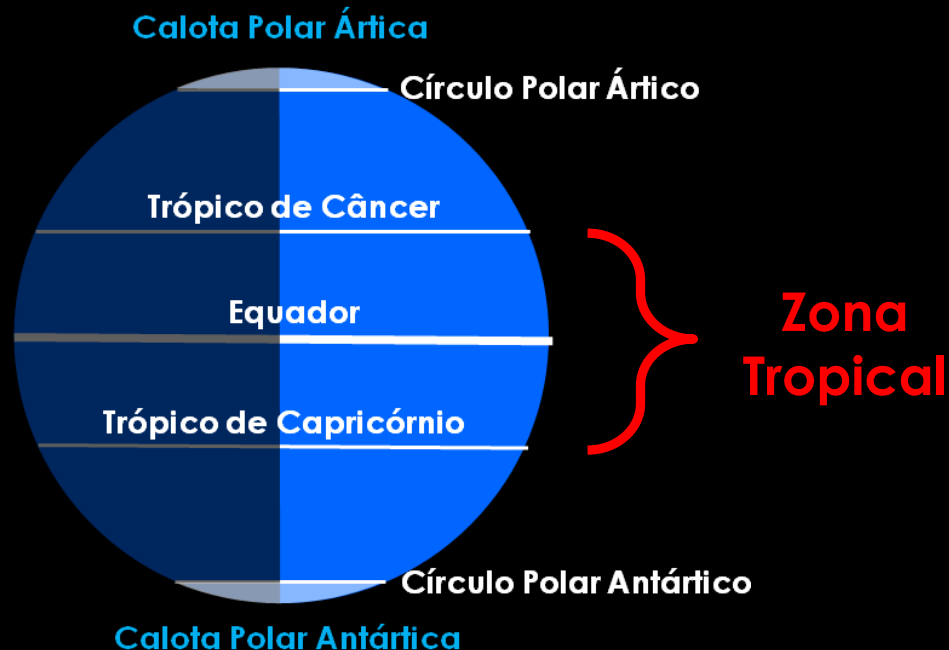 Calota Polar Ártica
Círculo Polar Ártico
Trópico de Câncer
Equador
Zona
Tropical
Trópico de Capricórnio
Círculo Polar Antártico
Calota Polar Antártica